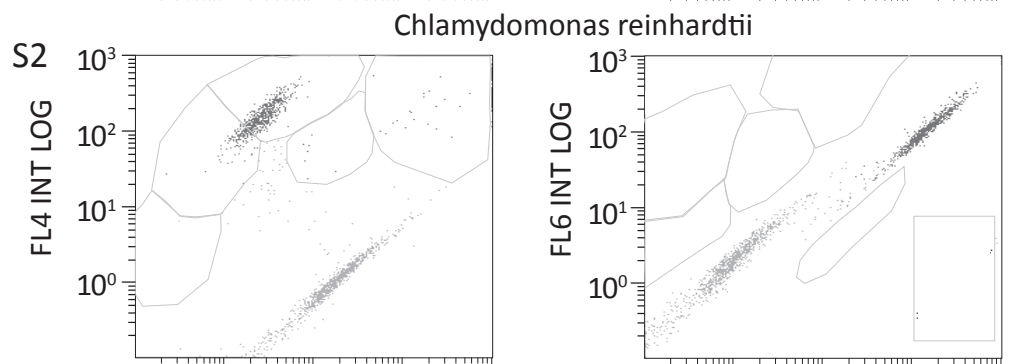 Chlamydomonas reinhardtii
S2
FL4 INT LOG
10³
10²
10¹
10⁰
FL6 INT LOG
10³
10²
10¹
10⁰